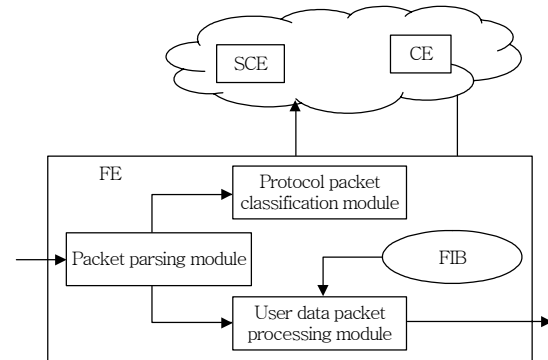 SCE
CE
FE
Protocol packet
classification module
Packet parsing module
FIB
User data packet
processing module